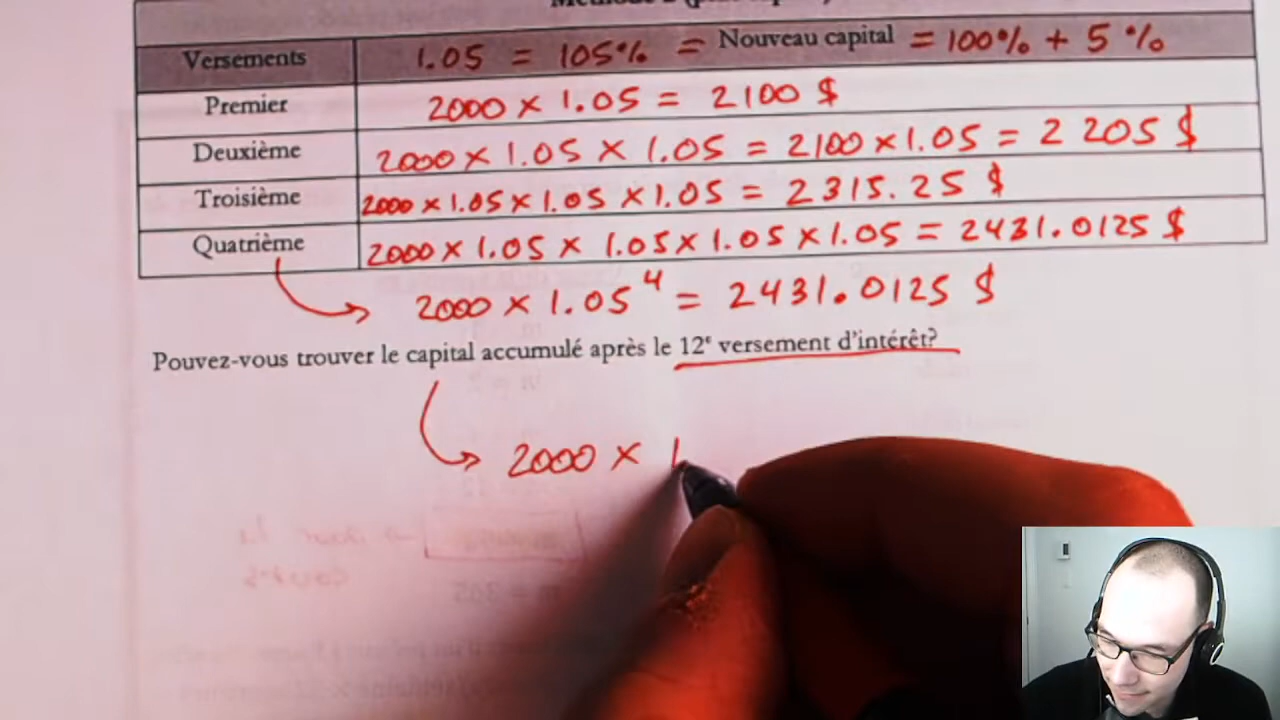 Versements 1.05 = 105% = Nouveau capital = 100% + 5%
Premier 2000 × 1.05 = 2100 $
Deuxième 2000 × 1.05 × 1.05 = 2100 × 1.05 = 2 205 $
Troisième 2000 × 1.05 × 1.05 × 1.05 = 2315.25 $
Quatrième 2000 × 1.05 × 1.05 × 1.05 × 1.05 = 2431.0125 $
2000 × 1.05⁴ = 2431.0125 $
Pouvez-vous trouver le capital accumulé après le 12ᵉ versement d'intérêt?
2000 ×